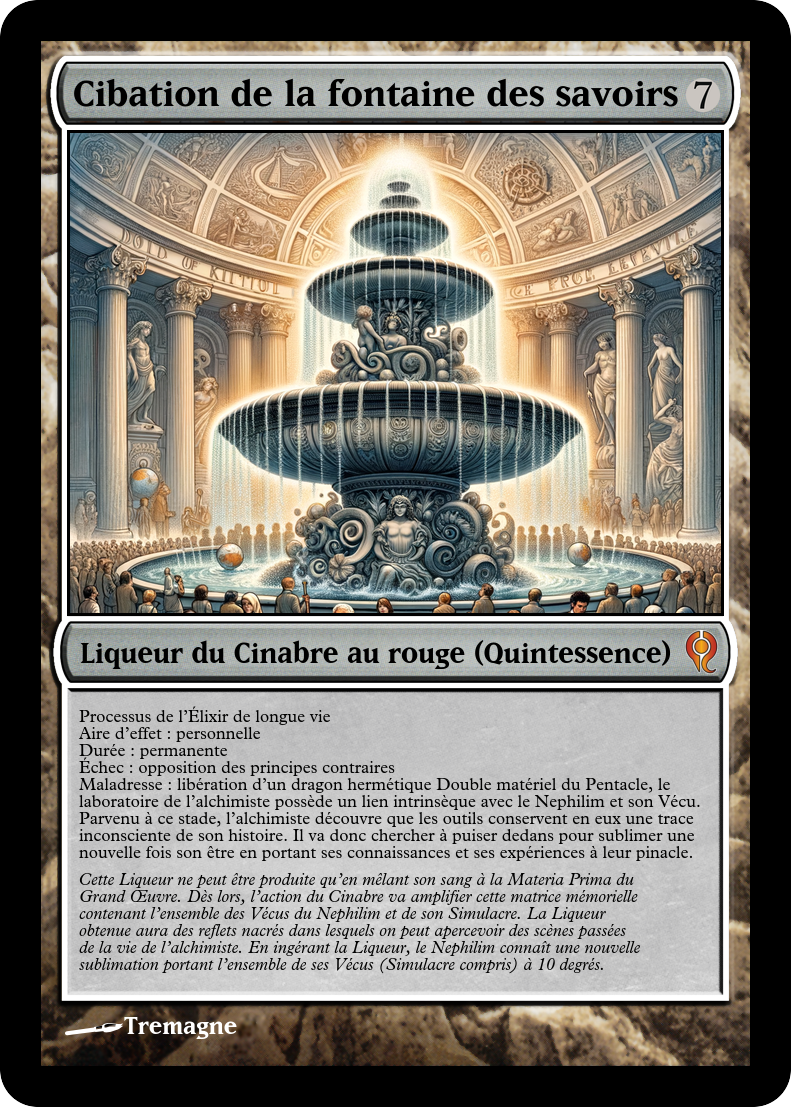 Cibation de la fontaine des savoirs 7
DOID OF KILTIUL
Liqueur du Cinabre au rouge (Quintessence)
Processus de l’Élixir de longue vie
Aire d’effet : personnelle
Durée : permanente
Échec : opposition des principes contraires
Maladresse : libération d’un dragon hermétique Double matériel du Pentacle, le
laboratoire de l’alchimiste possède un lien intrinsèque avec le Nephilim et son Vécu.
Parvenu à ce stade, l’alchimiste découvre que les outils conservent en eux une trace
inconsciente de son histoire. Il va donc chercher à puiser dedans pour sublimer une
nouvelle fois son être en portant ses connaissances et ses expériences à leur pinacle.
Cette Liqueur ne peut être produite qu’en mêlant son sang à la Materia Prima du
Grand Œuvre. Dès lors, l’action du Cinabre va amplifier cette matrice mémorielle
contenant l’ensemble des Vécus du Nephilim et de son Simulacre. La Liqueur
obtenue aura des reflets nacrés dans lesquels on peut apercevoir des scènes passées
de la vie de l’alchimiste. En ingérant la Liqueur, le Nephilim connaît une nouvelle
sublimation portant l’ensemble de ses Vécus (Simulacre compris) à 10 degrés.
Tremagne